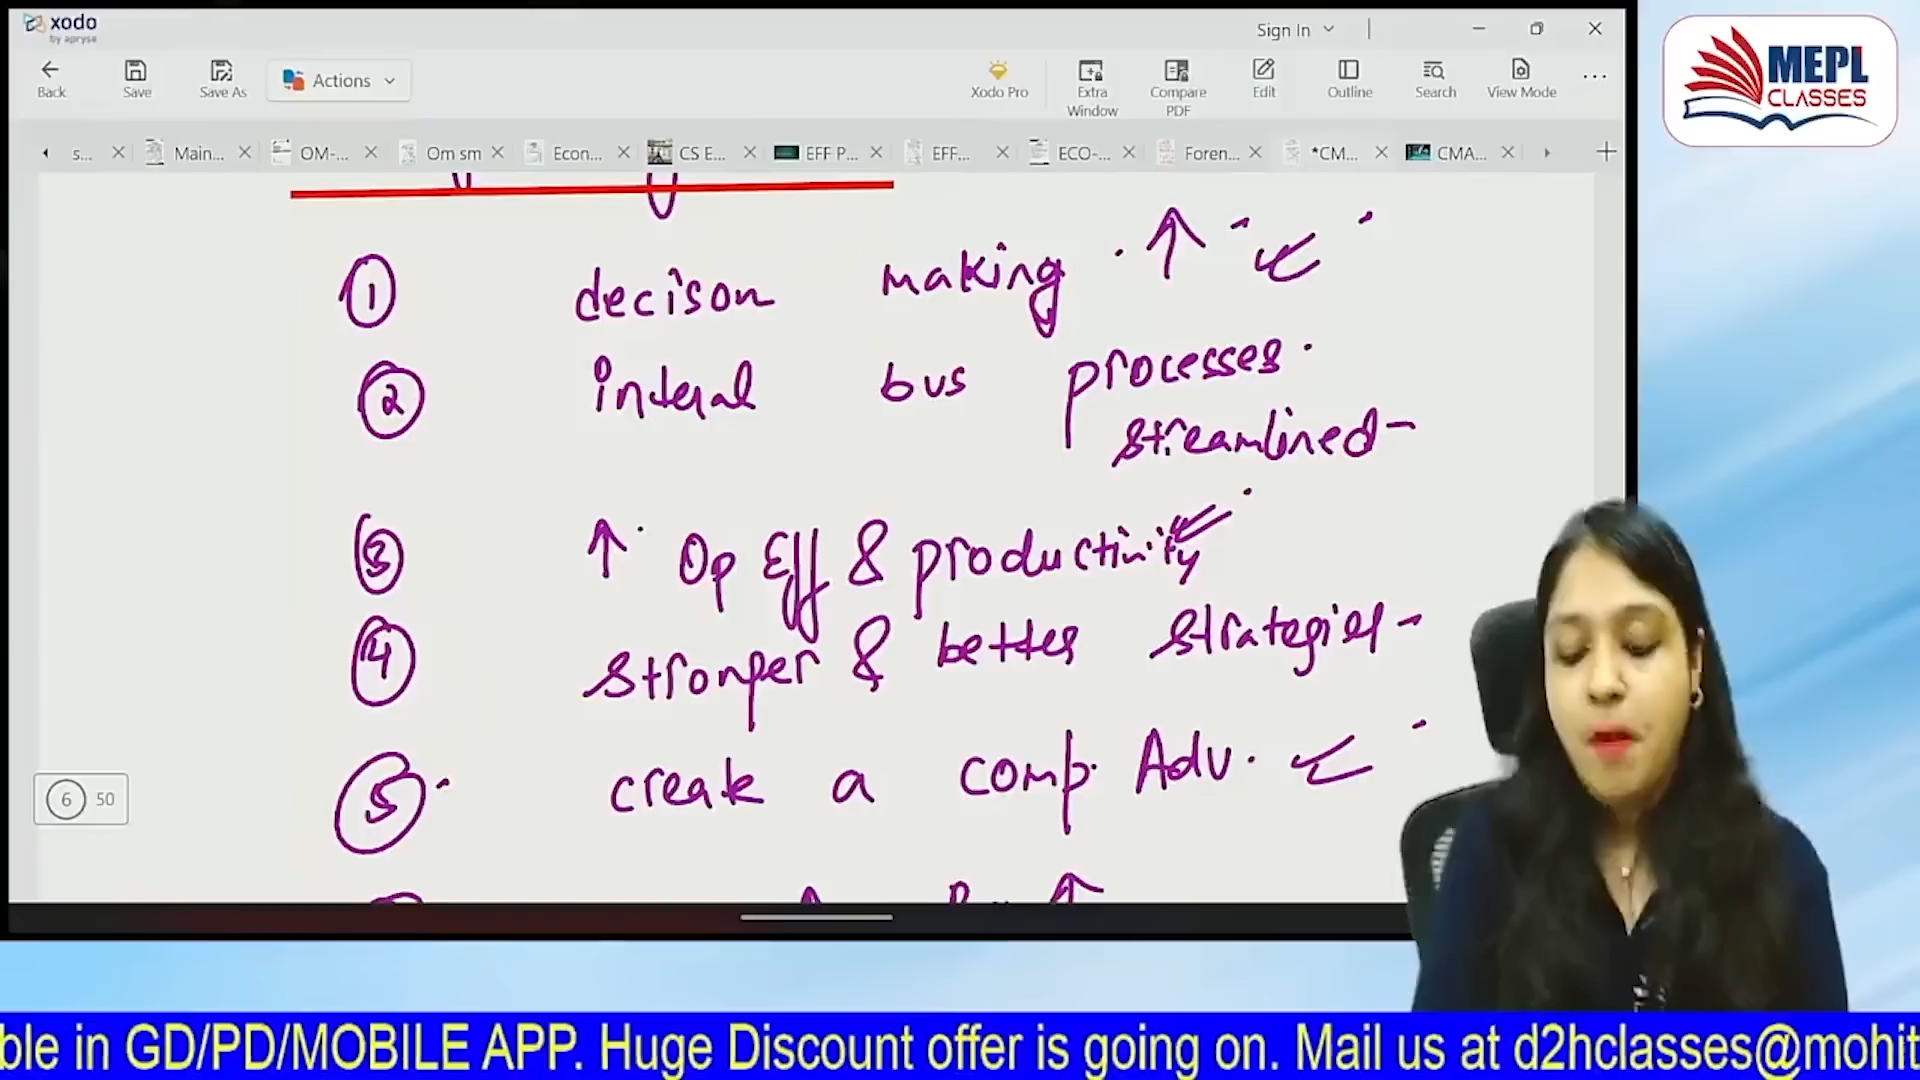 xodo
by apryse
Sign In
Back
Save
Save As
Actions
Xodo Pro
Extra Window
Compare PDF
Edit
Outline
Search
View Mode
s...
Main...
OM-...
Om sm
Econ...
CS E...
EFF P...
EFF...
ECO-...
Foren...
*CM...
CMA...
MEPL
CLASSES
① decison making ↑
② interal bus processes
streamlined
③ ↑ Op Eff & productivity
④ stronger & better strategies
⑤ create a comp. Adv.
6 50
ble in GD/PD/MOBILE APP. Huge Discount offer is going on. Mail us at d2hclasses@mohit